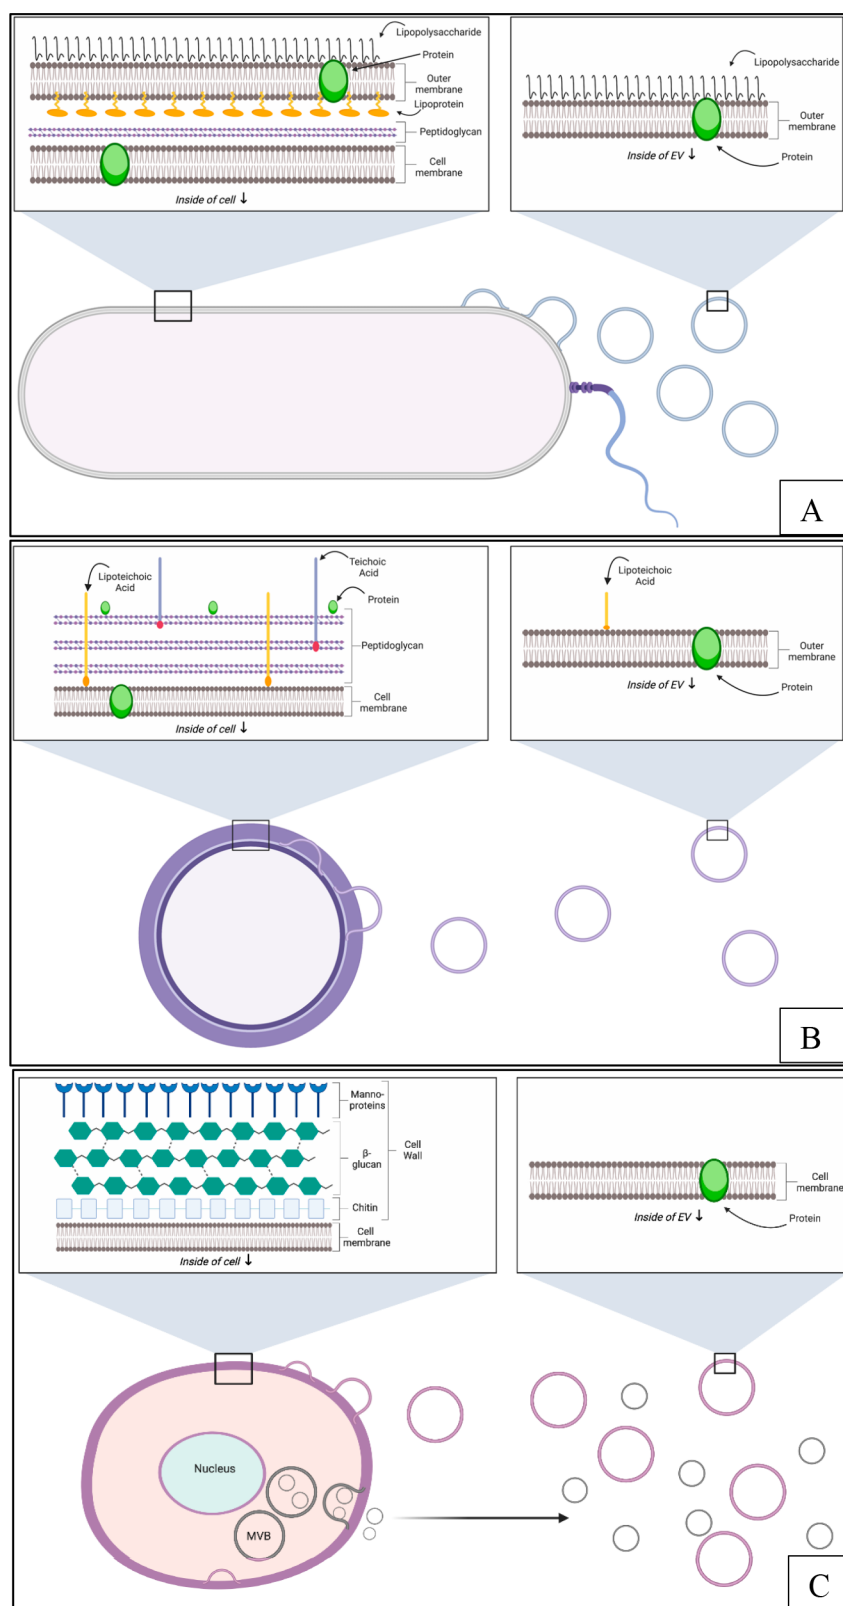 Lipopolysaccharide
Protein
Outer
membrane
Lipoprotein
Peptidoglycan
Cell
membrane
Inside of cell ↓
Lipopolysaccharide
Outer
membrane
Inside of EV ↓
Protein
A
Lipoteichoic
Acid
Teichoic
Acid
Protein
Peptidoglycan
Cell
membrane
Inside of cell ↓
Lipoteichoic
Acid
Outer
membrane
Inside of EV ↓
Protein
B
Manno-
proteins
β-
glucan
Cell
Wall
Chitin
Cell
membrane
Inside of cell ↓
Cell
membrane
Inside of EV ↓
Protein
Nucleus
MVB
C